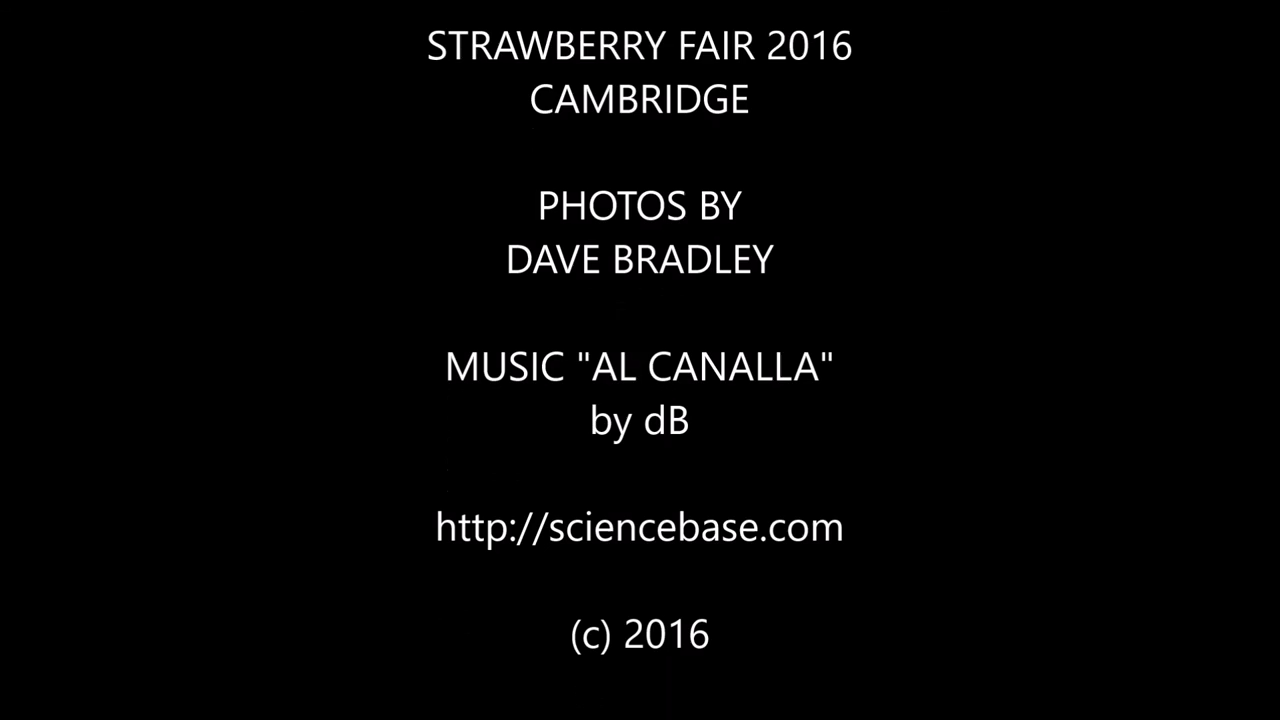 STRAWBERRY FAIR 2016
CAMBRIDGE
PHOTOS BY
DAVE BRADLEY
MUSIC "AL CANALLA"
by dB
http://sciencebase.com
(c) 2016